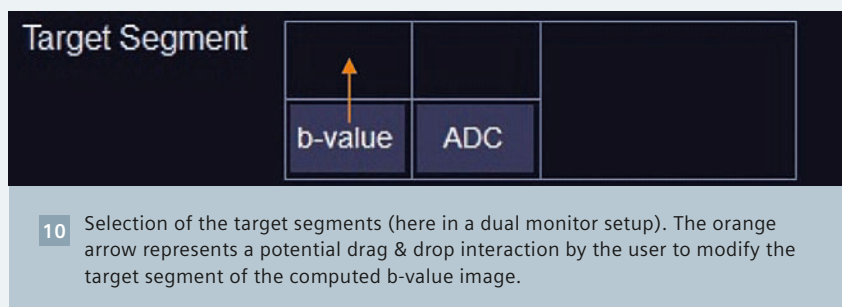 Target Segment
b-value ADC
10 Selection of the target segments (here in a dual monitor setup). The orange
arrow represents a potential drag & drop interaction by the user to modify the
target segment of the computed b-value image.